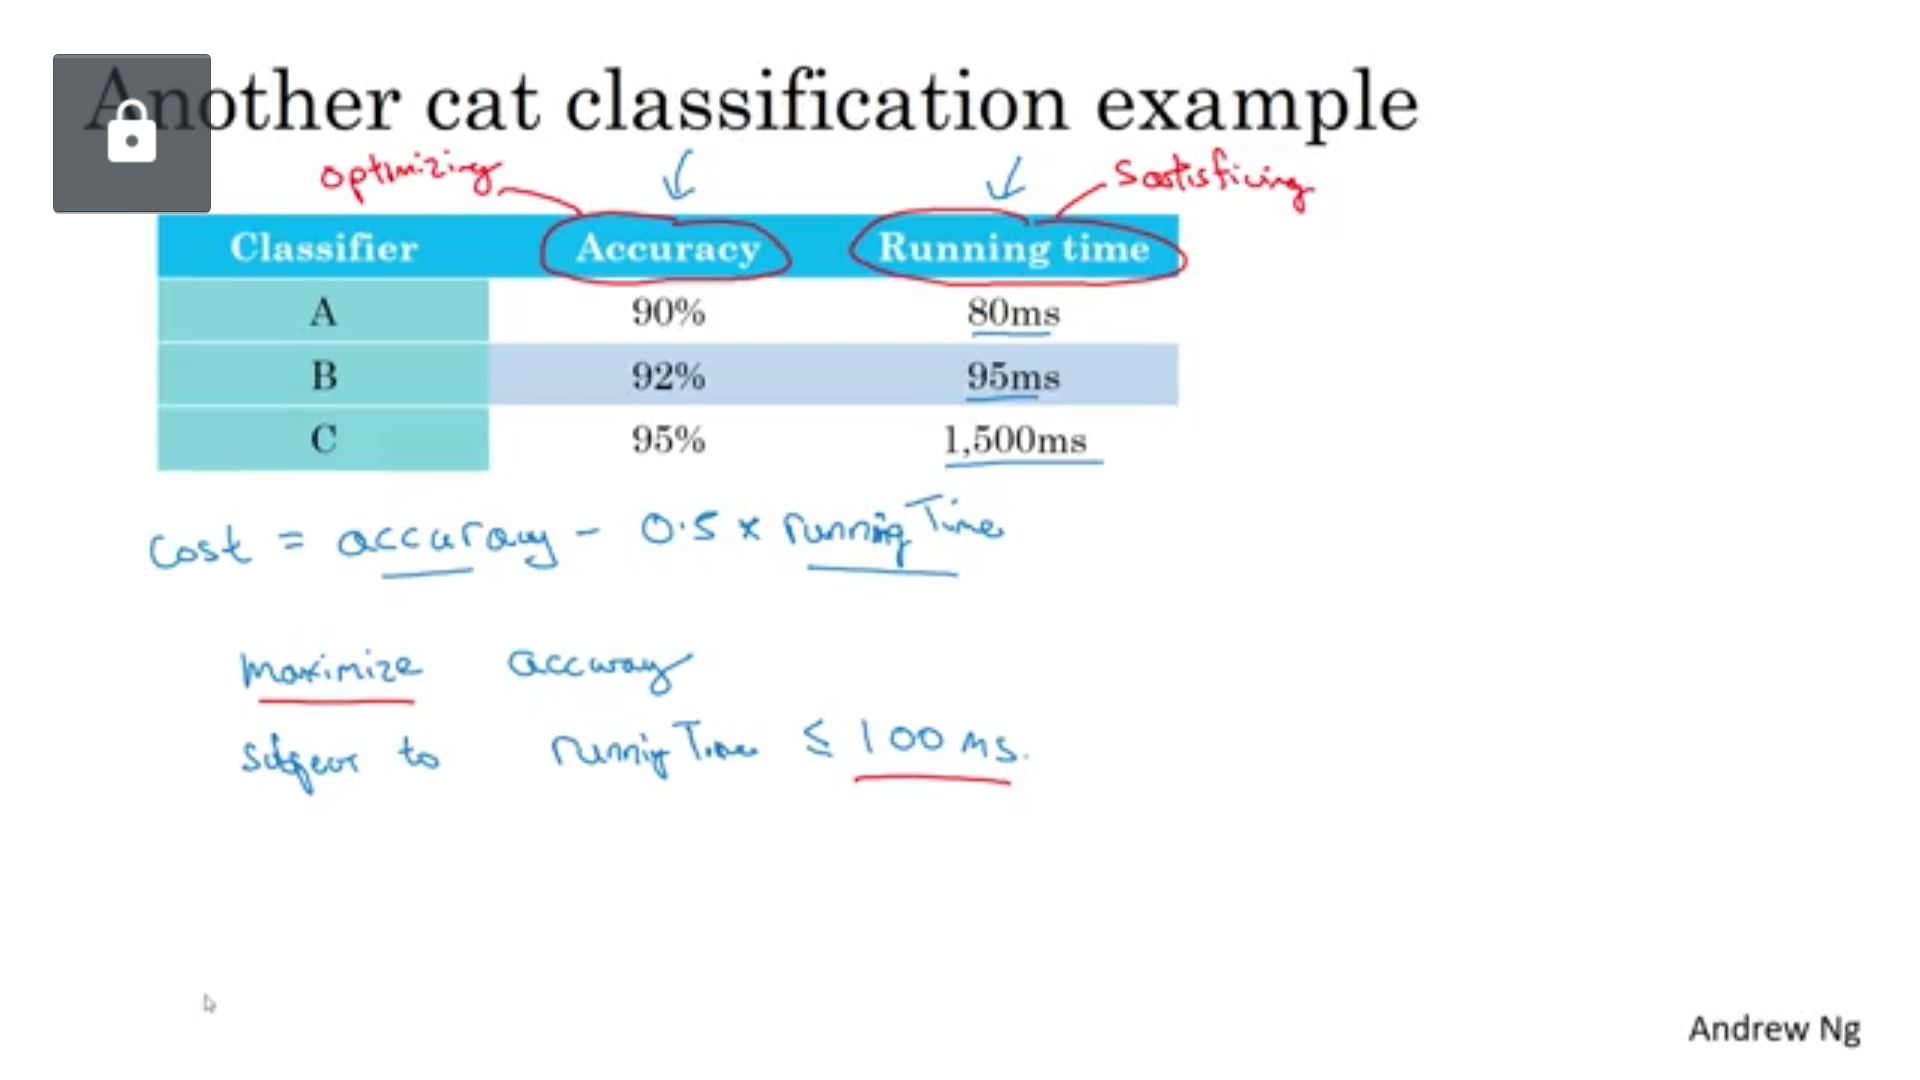 Another cat classification example
optimizing
Satisficing
Classifier Accuracy Running time
A 90% 80ms
B 92% 95ms
C 95% 1,500ms
cost = accuracy - 0.5 x running Time
maximize accuracy
subject to running Time ≤ 100 ms.
Andrew Ng